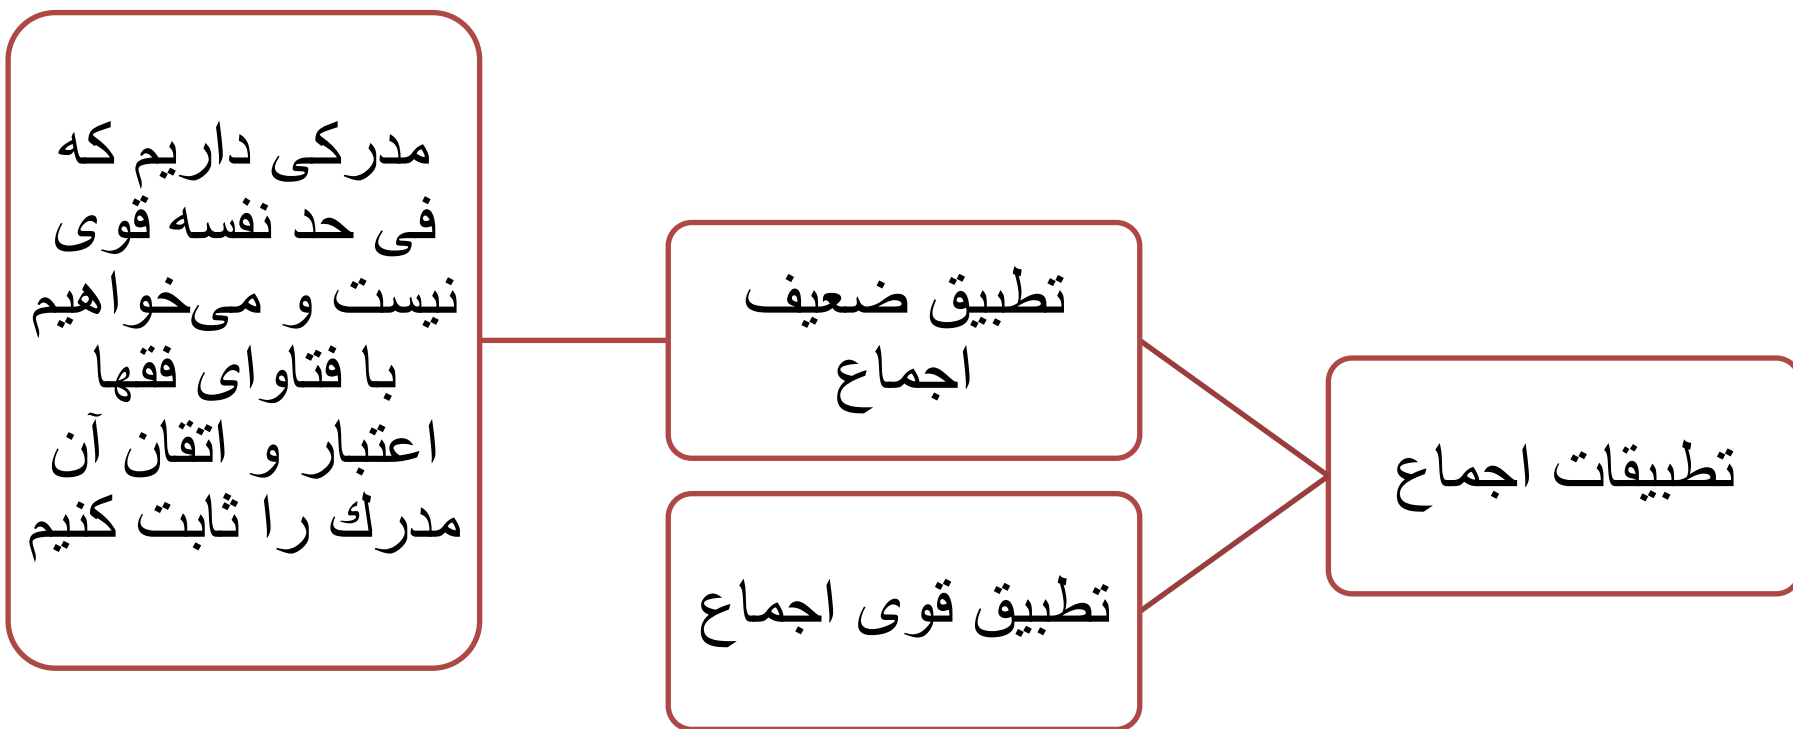 تطبیقات اجماع
تطبیق ضعیف
اجماع
مدرکی داریم که
فی حد نفسه قوی
نیست و می‌خواهیم
با فتاوای فقها
اعتبار و اتقان آن
مدرك را ثابت کنیم
تطبیق قوی اجماع